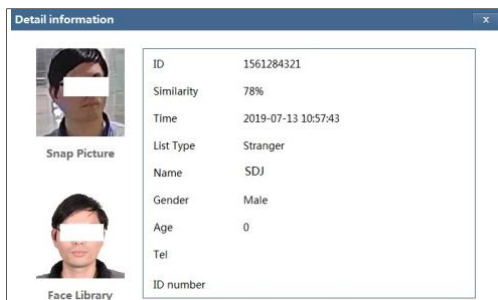 Detail information
x
ID 1561284321
Similarity 78%
Time 2019-07-13 10:57:43
List Type Stranger
Name SDJ
Gender Male
Age 0
Tel
ID number
Snap Picture
Face Library